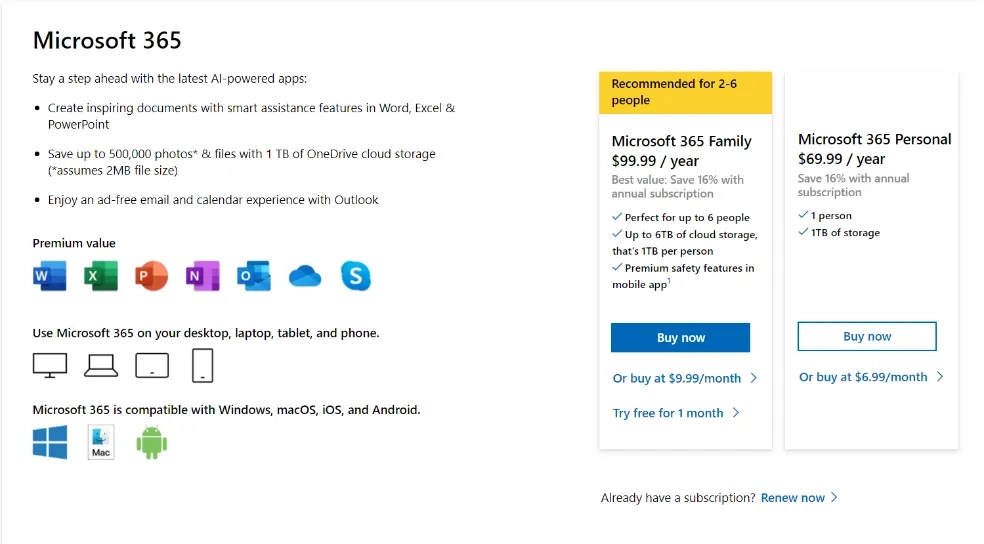 Microsoft 365
Stay a step ahead with the latest AI-powered apps:
• Create inspiring documents with smart assistance features in Word, Excel &
PowerPoint
• Save up to 500,000 photos* & files with 1 TB of OneDrive cloud storage
(*assumes 2MB file size)
• Enjoy an ad-free email and calendar experience with Outlook
Premium value
W X P N O S
Use Microsoft 365 on your desktop, laptop, tablet, and phone.
Microsoft 365 is compatible with Windows, macOS, iOS, and Android.
Mac
Recommended for 2-6
people
Microsoft 365 Family
$99.99 / year
Best value: Save 16% with
annual subscription
✓ Perfect for up to 6 people
✓ Up to 6TB of cloud storage,
that's 1TB per person
✓ Premium safety features in
mobile app¹
Buy now
Or buy at $9.99/month >
Try free for 1 month >
Microsoft 365 Personal
$69.99 / year
Save 16% with annual
subscription
✓ 1 person
✓ 1TB of storage
Buy now
Or buy at $6.99/month >
Already have a subscription? Renew now >